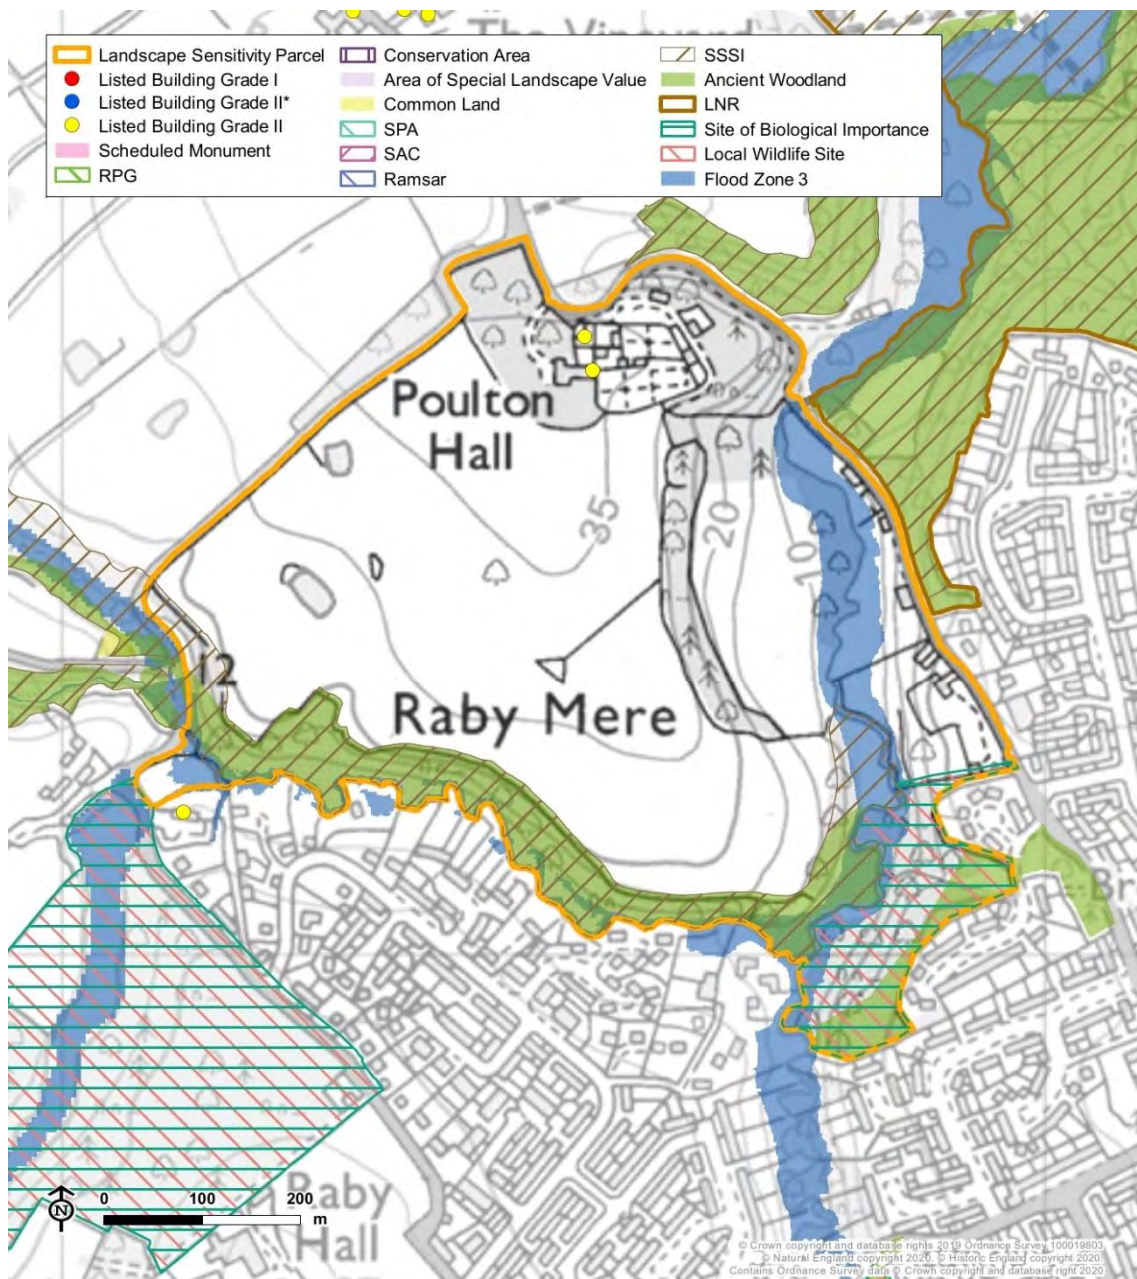 The Vineyard
Landscape Sensitivity Parcel
Listed Building Grade I
Listed Building Grade II*
Listed Building Grade II
Scheduled Monument
RPG
Conservation Area
Area of Special Landscape Value
Common Land
SPA
SAC
Ramsar
SSSI
Ancient Woodland
LNR
Site of Biological Importance
Local Wildlife Site
Flood Zone 3
Poulton
Hall
35
20
10
12
Raby Mere
Br
Raby
Hall
N
0 100 200
m
© Crown copyright and database rights 2019 Ordnance Survey 100019803
© Natural England copyright 2020. © Historic England copyright 2020.
Contains Ordnance Survey data © Crown copyright and database right 2020